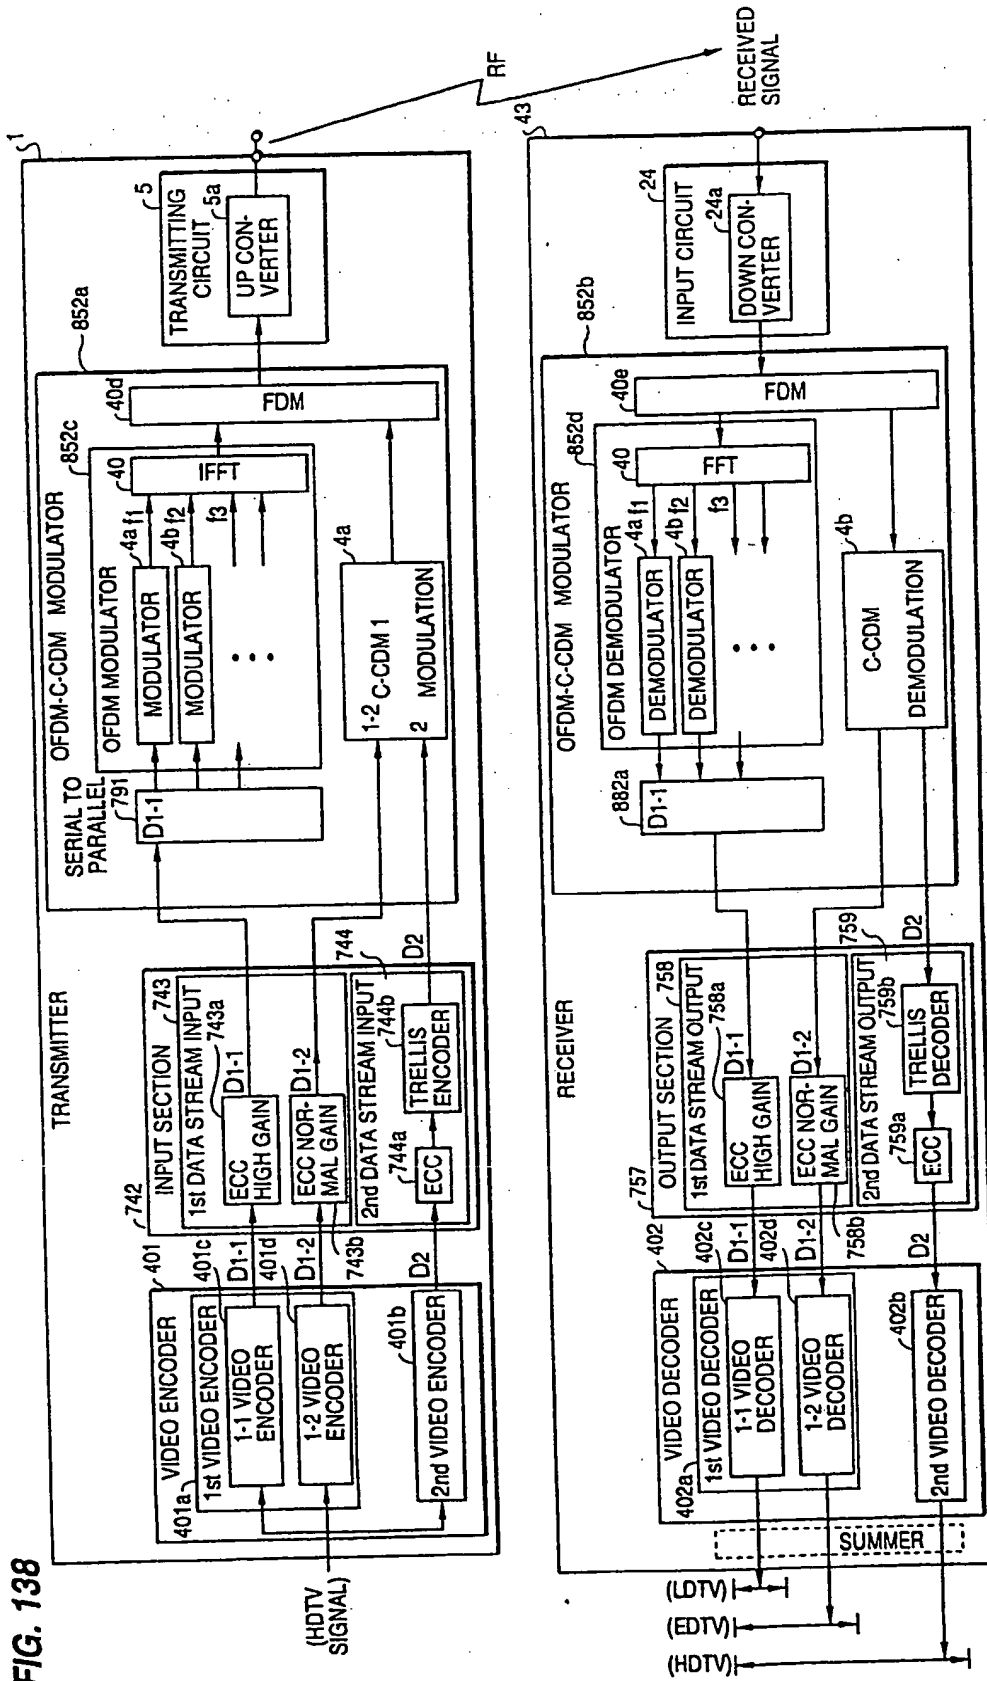 FIG. 138
TRANSMITTER
1
(HDTV
SIGNAL)
VIDEO ENCODER
401
401a
1st VIDEO ENCODER
401c
1-1 VIDEO
ENCODER
401d
1-2 VIDEO
ENCODER
401b
2nd VIDEO ENCODER
D1-1
D1-2
D2
742
INPUT SECTION
743
1st DATA STREAM INPUT
743a
ECC
HIGH GAIN
ECC NOR-
MAL GAIN
743b
D1-1
D1-2
744
2nd DATA STREAM INPUT
744a
ECC
744b
TRELLIS
ENCODER
D2
OFDM-C-CDM MODULATOR
852a
SERIAL TO
PARALLEL
791
D1-1
OFDM MODULATOR
852c
MODULATOR
4a
f1
MODULATOR
4b
f2
f3
40
IFFT
40d
FDM
4a
1-2
C-CDM 1
2
MODULATION
TRANSMITTING
CIRCUIT
5
5a
UP CON-
VERTER
RF
RECEIVED
SIGNAL
RECEIVER
43
INPUT CIRCUIT
24
24a
DOWN CON-
VERTER
OFDM-C-CDM MODULATOR
852b
40e
FDM
OFDM DEMODULATOR
852d
40
FFT
DEMODULATOR
4a
f1
DEMODULATOR
4b
f2
f3
882a
D1-1
4b
C-CDM
DEMODULATION
757
OUTPUT SECTION
758
1st DATA STREAM OUTPUT
758a
ECC
HIGH GAIN
D1-1
ECC NOR-
MAL GAIN
758b
D1-2
D2
759
2nd DATA STREAM OUTPUT
759b
TRELLIS
DECODER
759a
ECC
D1-1
D1-2
D2
VIDEO DECODER
402
402a
1st VIDEO DECODER
402c
1-1 VIDEO
DECODER
402d
1-2 VIDEO
DECODER
402b
2nd VIDEO DECODER
SUMMER
(LDTV)
(EDTV)
(HDTV)